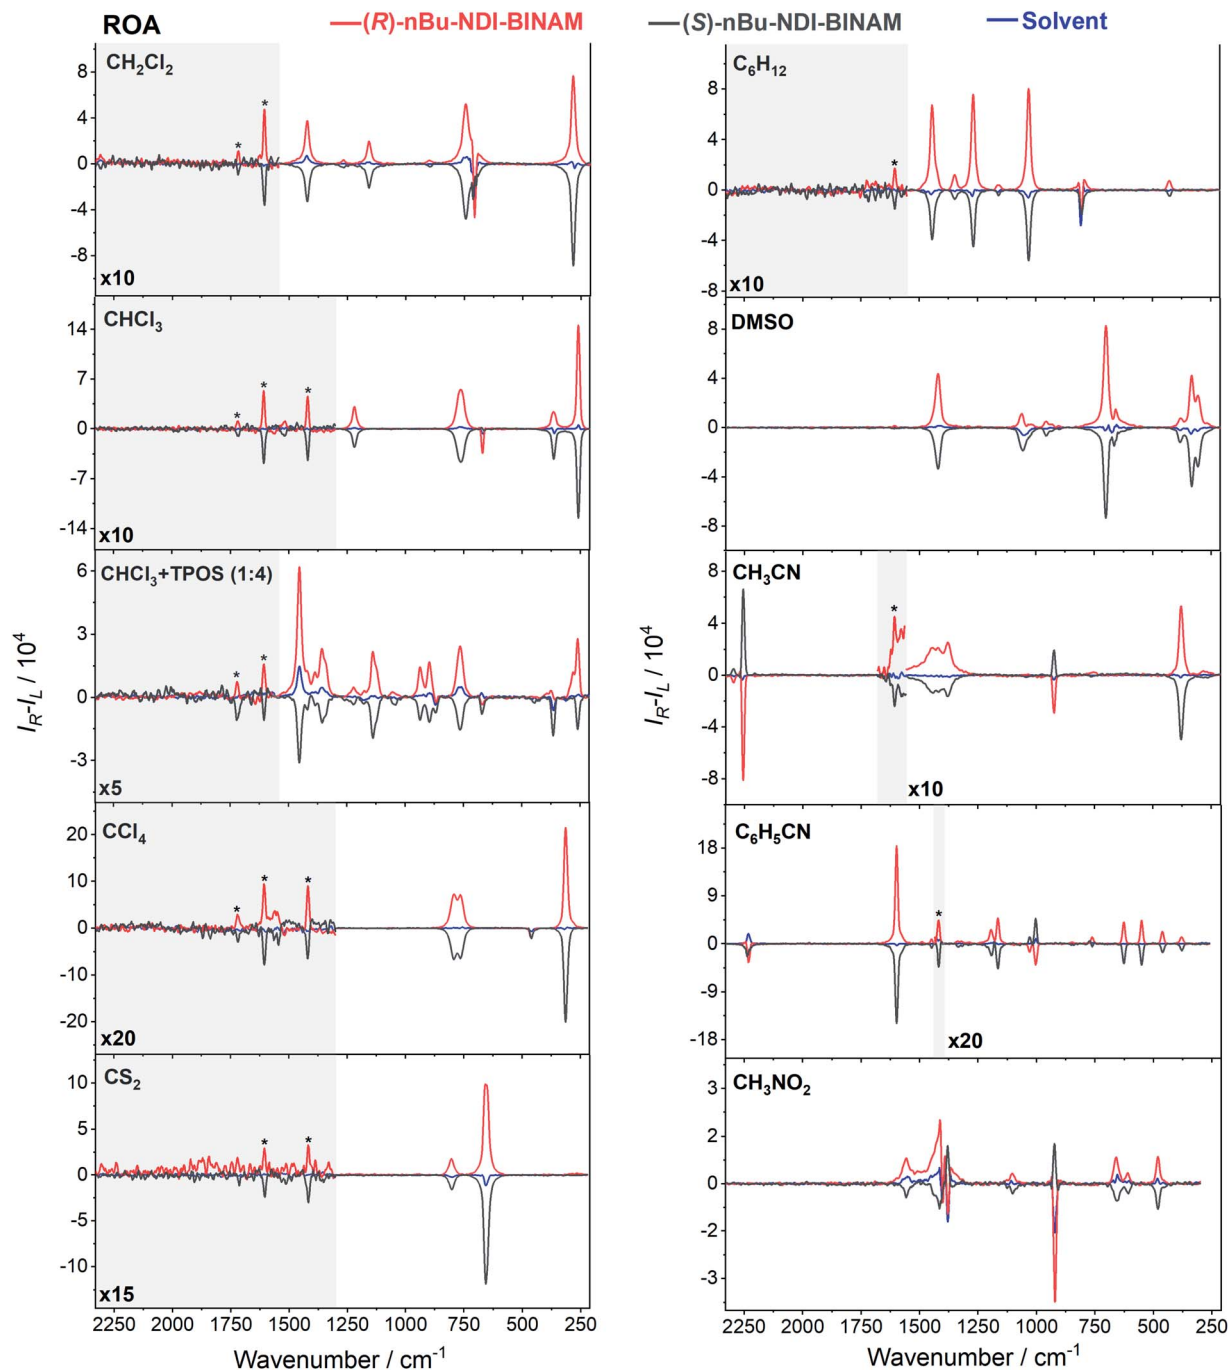 ROA
(R)-nBu-NDI-BINAM
(S)-nBu-NDI-BINAM
Solvent
CH2Cl2
8
4
0
-4
-8
* *
x10
CHCl3
14
7
0
-7
-14
* * *
x10
CHCl3+TPOS (1:4)
6
3
0
-3
* *
x5
CCl4
20
10
0
-10
-20
* * *
x20
CS2
10
5
0
-5
-10
* *
x15
IR-IL / 10^4
2250 2000 1750 1500 1250 1000 750 500 250
Wavenumber / cm-1
C6H12
8
4
0
-4
-8
*
x10
DMSO
8
4
0
-4
-8
CH3CN
8
4
0
-4
-8
*
x10
C6H5CN
18
9
0
-9
-18
*
x20
CH3NO2
3
2
0
-2
-3
IR-IL / 10^4
2250 2000 1750 1500 1250 1000 750 500 250
Wavenumber / cm-1